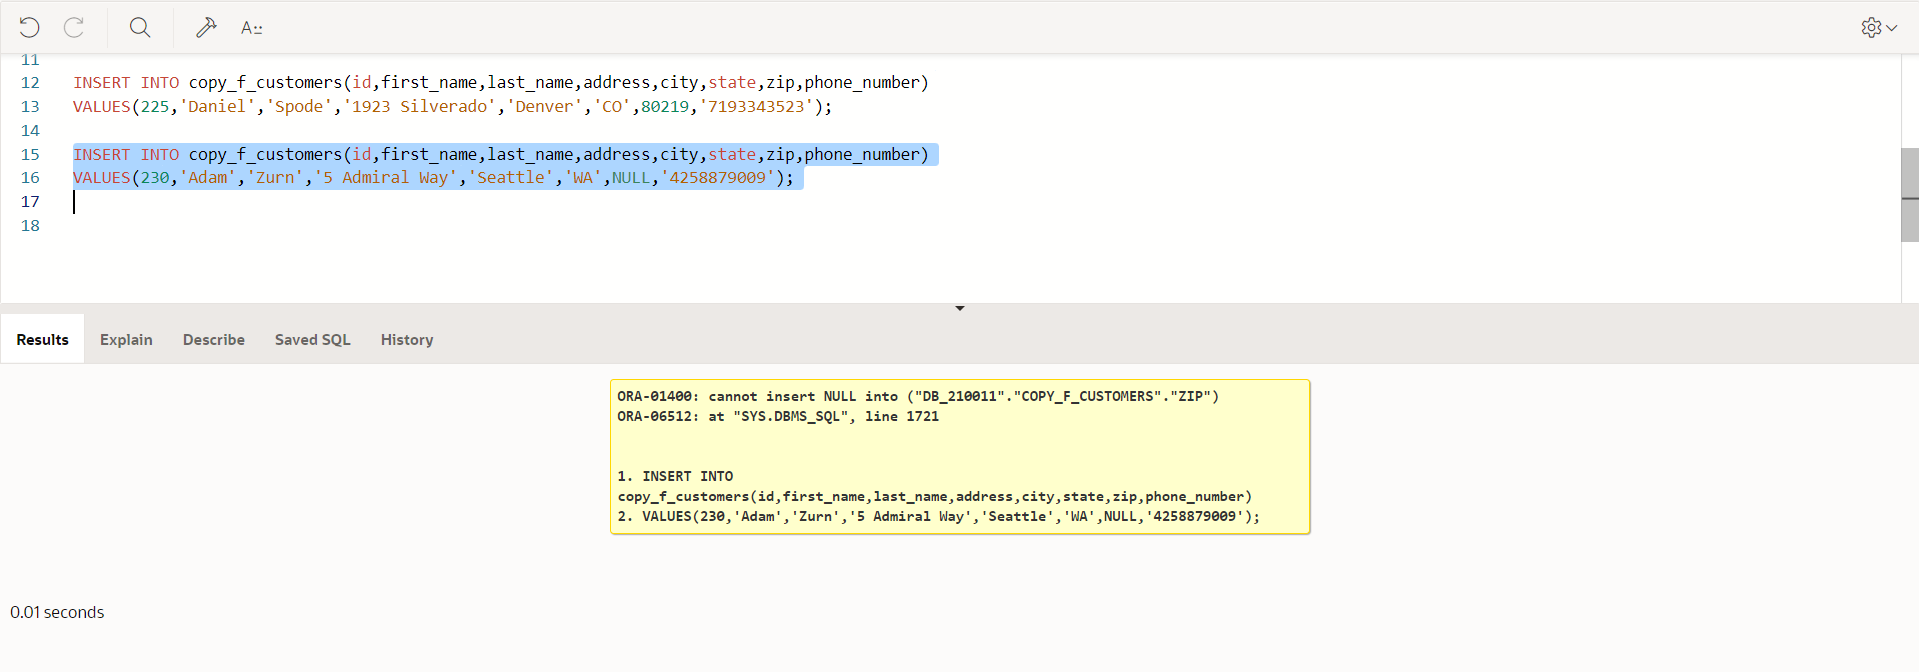 A
11
12 INSERT INTO copy_f_customers(id,first_name,last_name,address,city,state,zip,phone_number)
13 VALUES(225,'Daniel','Spode','1923 Silverado','Denver','CO',80219,'7193343523');
14
15 INSERT INTO copy_f_customers(id,first_name,last_name,address,city,state,zip,phone_number)
16 VALUES(230,'Adam','Zurn','5 Admiral Way','Seattle','WA',NULL,'4258879009');
17
18
Results Explain Describe Saved SQL History
ORA-01400: cannot insert NULL into ("DB_210011"."COPY_F_CUSTOMERS"."ZIP")
ORA-06512: at "SYS.DBMS_SQL", line 1721
1. INSERT INTO
copy_f_customers(id,first_name,last_name,address,city,state,zip,phone_number)
2. VALUES(230,'Adam','Zurn','5 Admiral Way','Seattle','WA',NULL,'4258879009');
0.01 seconds